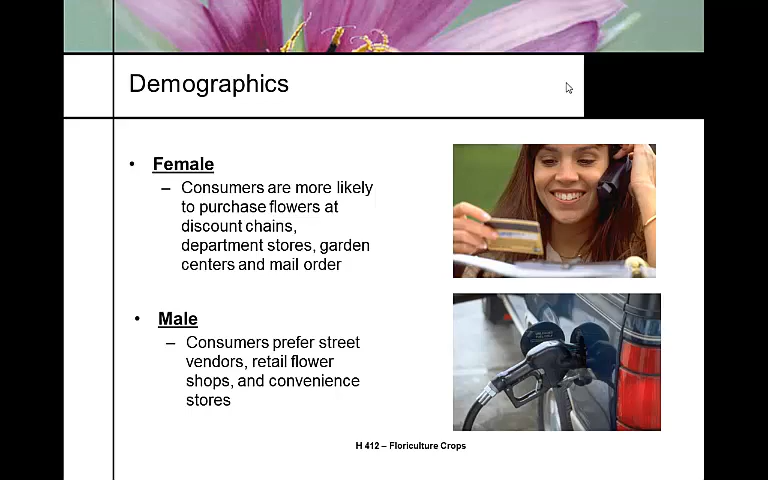 Demographics
• Female
– Consumers are more likely
to purchase flowers at
discount chains,
department stores, garden
centers and mail order
• Male
– Consumers prefer street
vendors, retail flower
shops, and convenience
stores
H 412 – Floriculture Crops